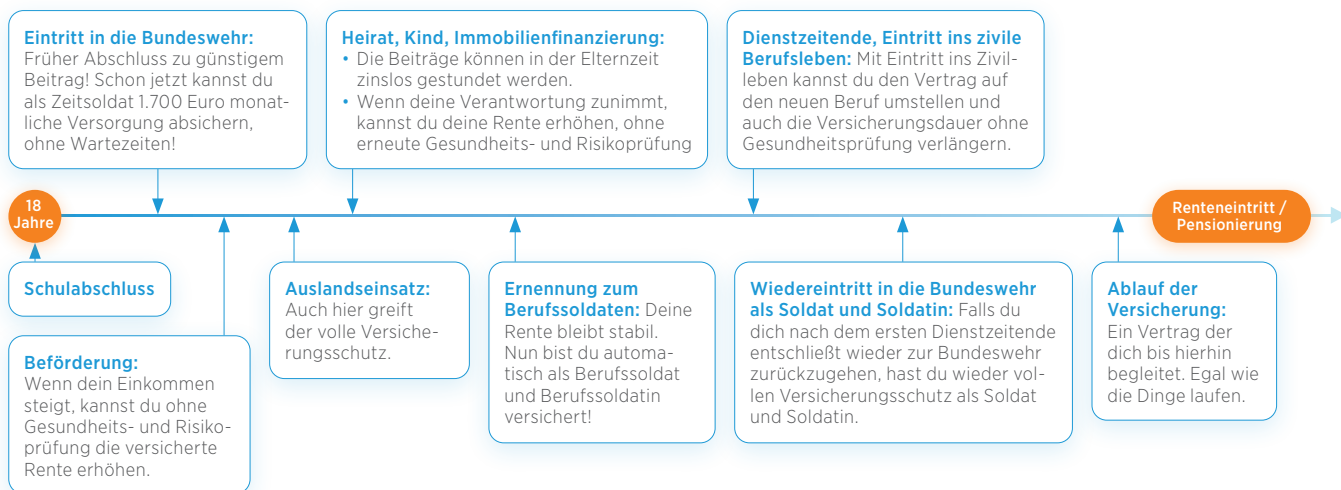 Eintritt in die Bundeswehr:
Früher Abschluss zu günstigem
Beitrag! Schon jetzt kannst du
als Zeitsoldat 1.700 Euro monat-
liche Versorgung absichern,
ohne Wartezeiten!
Heirat, Kind, Immobilienfinanzierung:
• Die Beiträge können in der Elternzeit
zinslos gestundet werden.
• Wenn deine Verantwortung zunimmt,
kannst du deine Rente erhöhen, ohne
erneute Gesundheits- und Risikoprüfung
Dienstzeitende, Eintritt ins zivile
Berufsleben: Mit Eintritt ins Zivil-
leben kannst du den Vertrag auf
den neuen Beruf umstellen und
auch die Versicherungsdauer ohne
Gesundheitsprüfung verlängern.
18
Jahre
Renteneintritt /
Pensionierung
Schulabschluss
Beförderung:
Wenn dein Einkommen
steigt, kannst du ohne
Gesundheits- und Risiko-
prüfung die versicherte
Rente erhöhen.
Auslandseinsatz:
Auch hier greift
der volle Versiche-
rungsschutz.
Ernennung zum
Berufssoldaten: Deine
Rente bleibt stabil.
Nun bist du automa-
tisch als Berufssoldat
und Berufssoldatin
versichert!
Wiedereintritt in die Bundeswehr
als Soldat und Soldatin: Falls du
dich nach dem ersten Dienstzeitende
entschließt wieder zur Bundeswehr
zurückzugehen, hast du wieder vol-
len Versicherungsschutz als Soldat
und Soldatin.
Ablauf der
Versicherung:
Ein Vertrag der
dich bis hierhin
begleitet. Egal wie
die Dinge laufen.